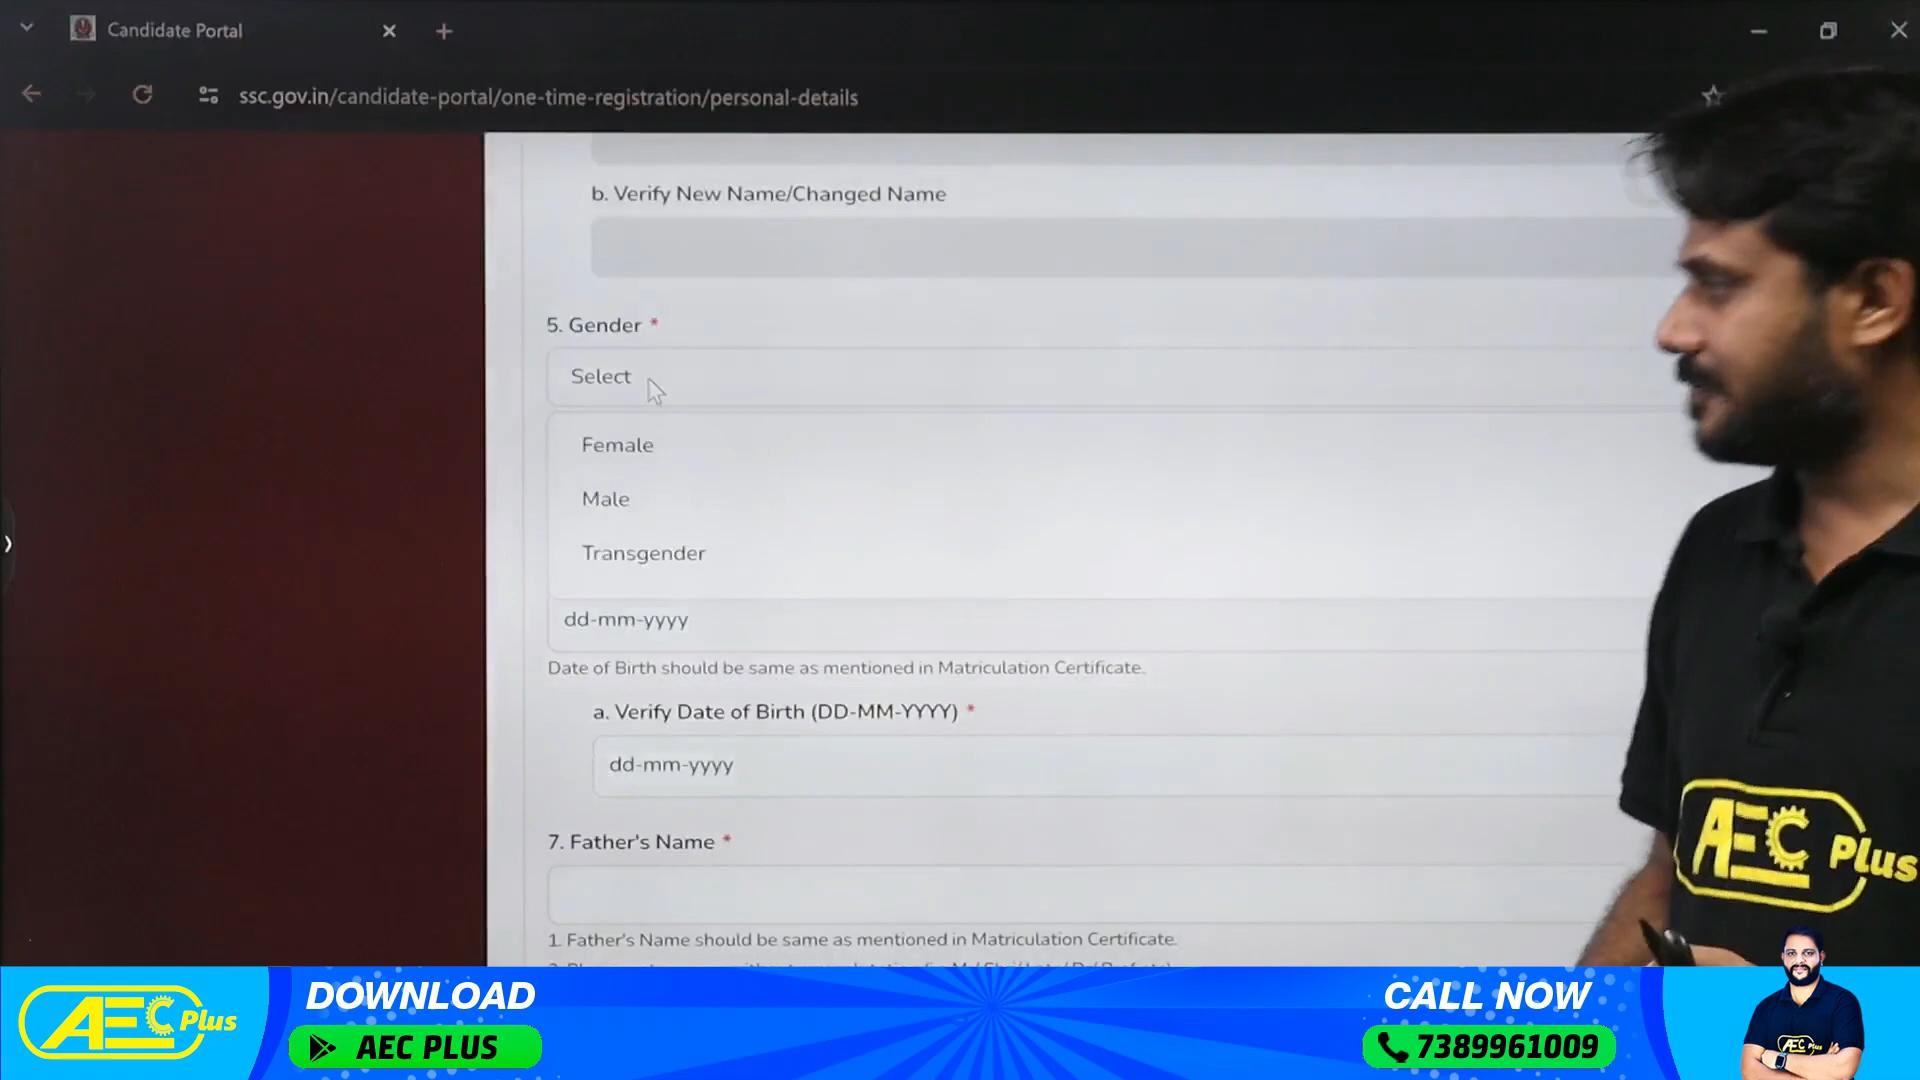 Candidate Portal
ssc.gov.in/candidate-portal/one-time-registration/personal-details
b. Verify New Name/Changed Name
5. Gender *
Select
Female
Male
Transgender
dd-mm-yyyy
Date of Birth should be same as mentioned in Matriculation Certificate.
a. Verify Date of Birth (DD-MM-YYYY) *
dd-mm-yyyy
7. Father's Name *
1. Father's Name should be same as mentioned in Matriculation Certificate.
AEC Plus
AEC Plus
DOWNLOAD
AEC PLUS
CALL NOW
7389961009
AEC Plus